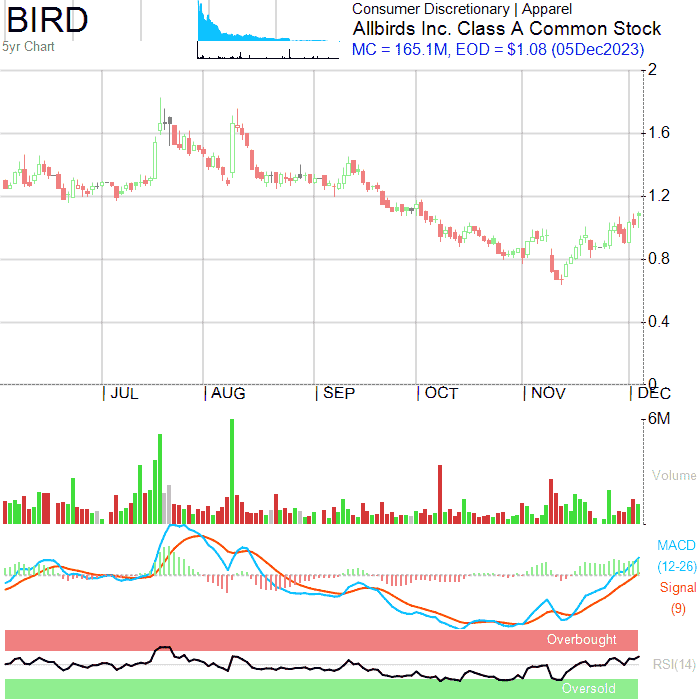 BIRD
5yr Chart
Consumer Discretionary | Apparel
Allbirds Inc. Class A Common Stock
MC = 165.1M, EOD = $1.08 (05Dec2023)
2
1.6
1.2
0.8
0.4
0
JUL AUG SEP OCT NOV DEC
6M
Volume
MACD
(12-26)
Signal
(9)
Overbought
RSI(14)
Oversold